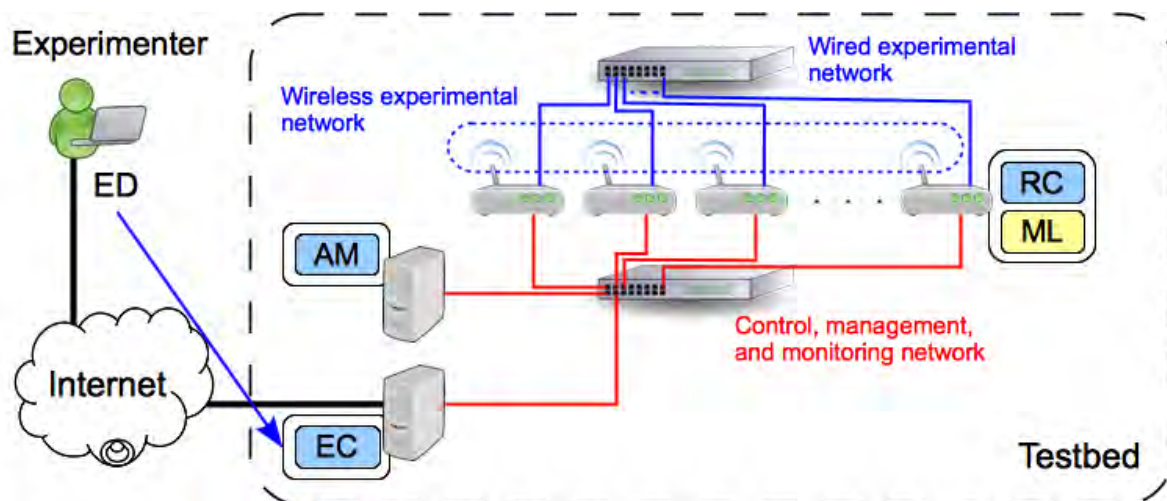 Experimenter
Wired experimental
network
Wireless experimental
network
ED
RC
ML
AM
Control, management,
and monitoring network
Internet
EC
Testbed